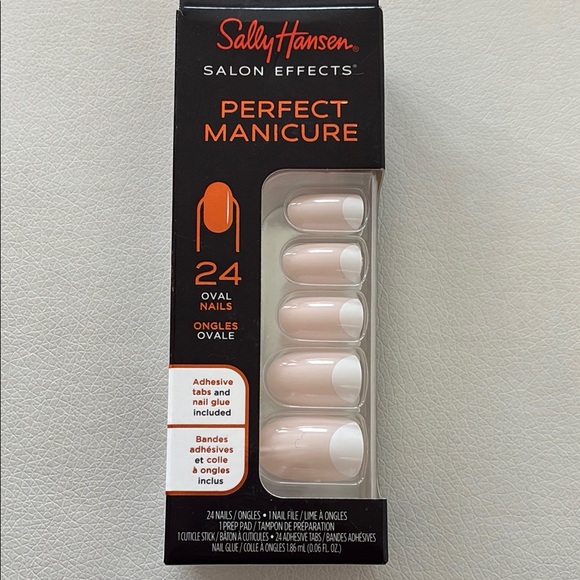 Sally Hansen®
SALON EFFECTS®
PERFECT
MANICURE
24
OVAL
NAILS
ONGLES
OVALE
Adhesive
tabs and
nail glue
included
Bandes
adhésives
et colle
à ongles
inclus
24 NAILS / ONGLES • 1 NAIL FILE / LIME À ONGLES
1 PREP PAD / TAMPON DE PRÉPARATION
1 CUTICLE STICK / BÂTON À CUTICULES • 24 ADHESIVE TABS / BANDES ADHÉSIVES
NAIL GLUE / COLLE À ONGLES 1.86 mL (0.06 FL. OZ.)